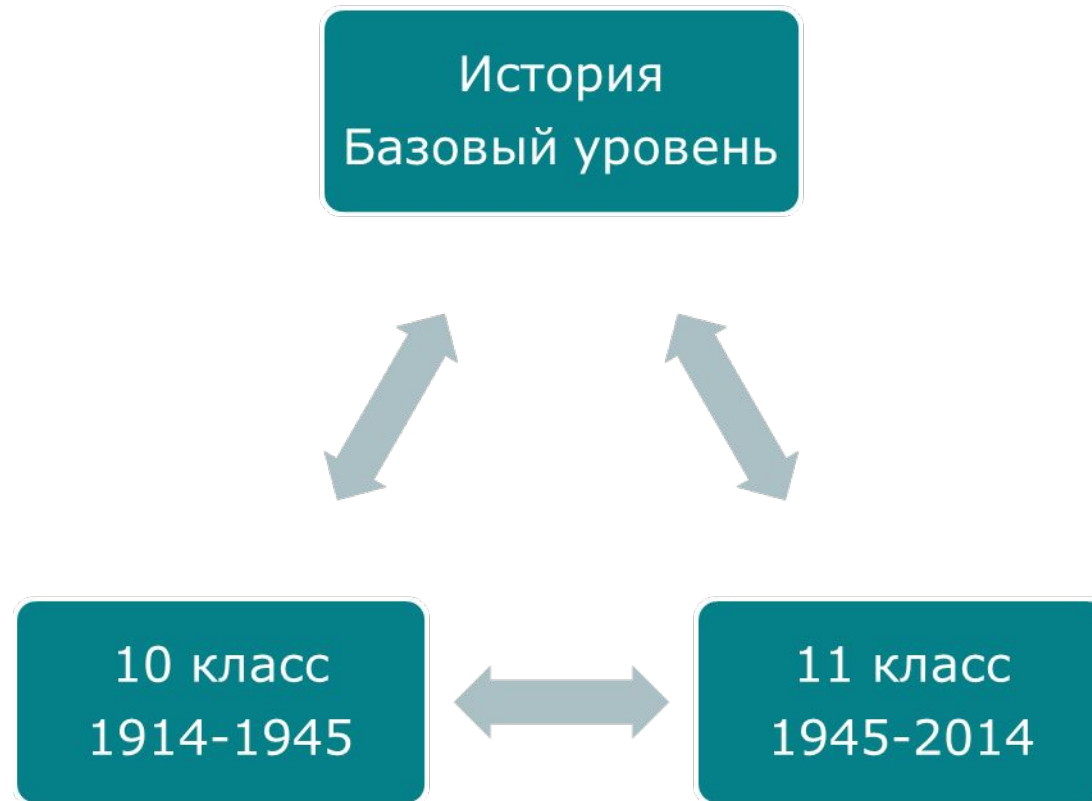 История
Базовый уровень
10 класс
1914-1945
11 класс
1945-2014